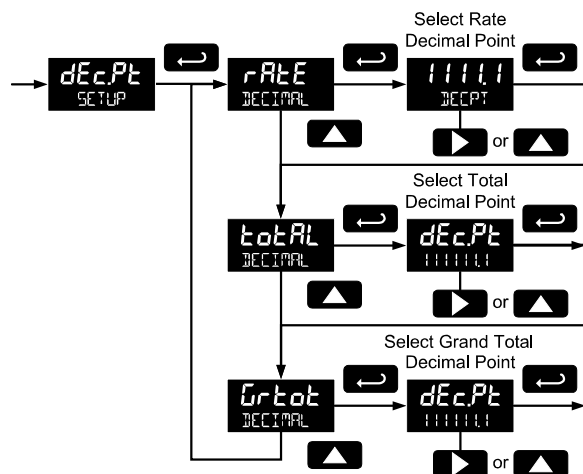 Select Rate
Decimal Point
dEc.Pt
SETUP
rAtE
DECIMAL
1111.1
DECPT
or
Select Total
Decimal Point
totAL
DECIMAL
dEc.Pt
111111.1
or
Select Grand Total
Decimal Point
Grtot
DECIMAL
dEc.Pt
111111.1
or